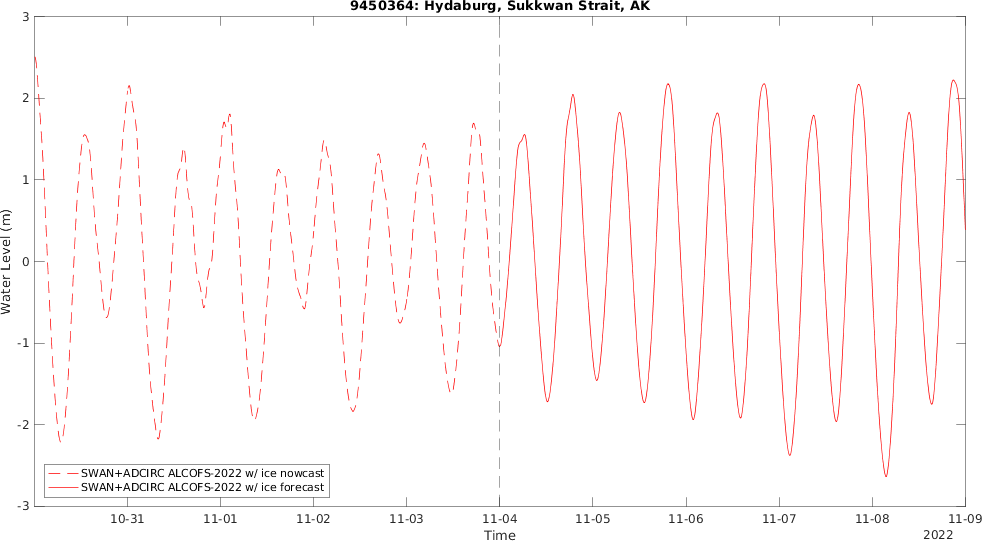 9450364: Hydaburg, Sukkwan Strait, AK
3
2
1
0
-1
-2
-3
Water Level (m)
SWAN+ADCIRC ALCOFS-2022 w/ ice nowcast
SWAN+ADCIRC ALCOFS-2022 w/ ice forecast
10-31 11-01 11-02 11-03 11-04 11-05 11-06 11-07 11-08 11-09
Time
2022